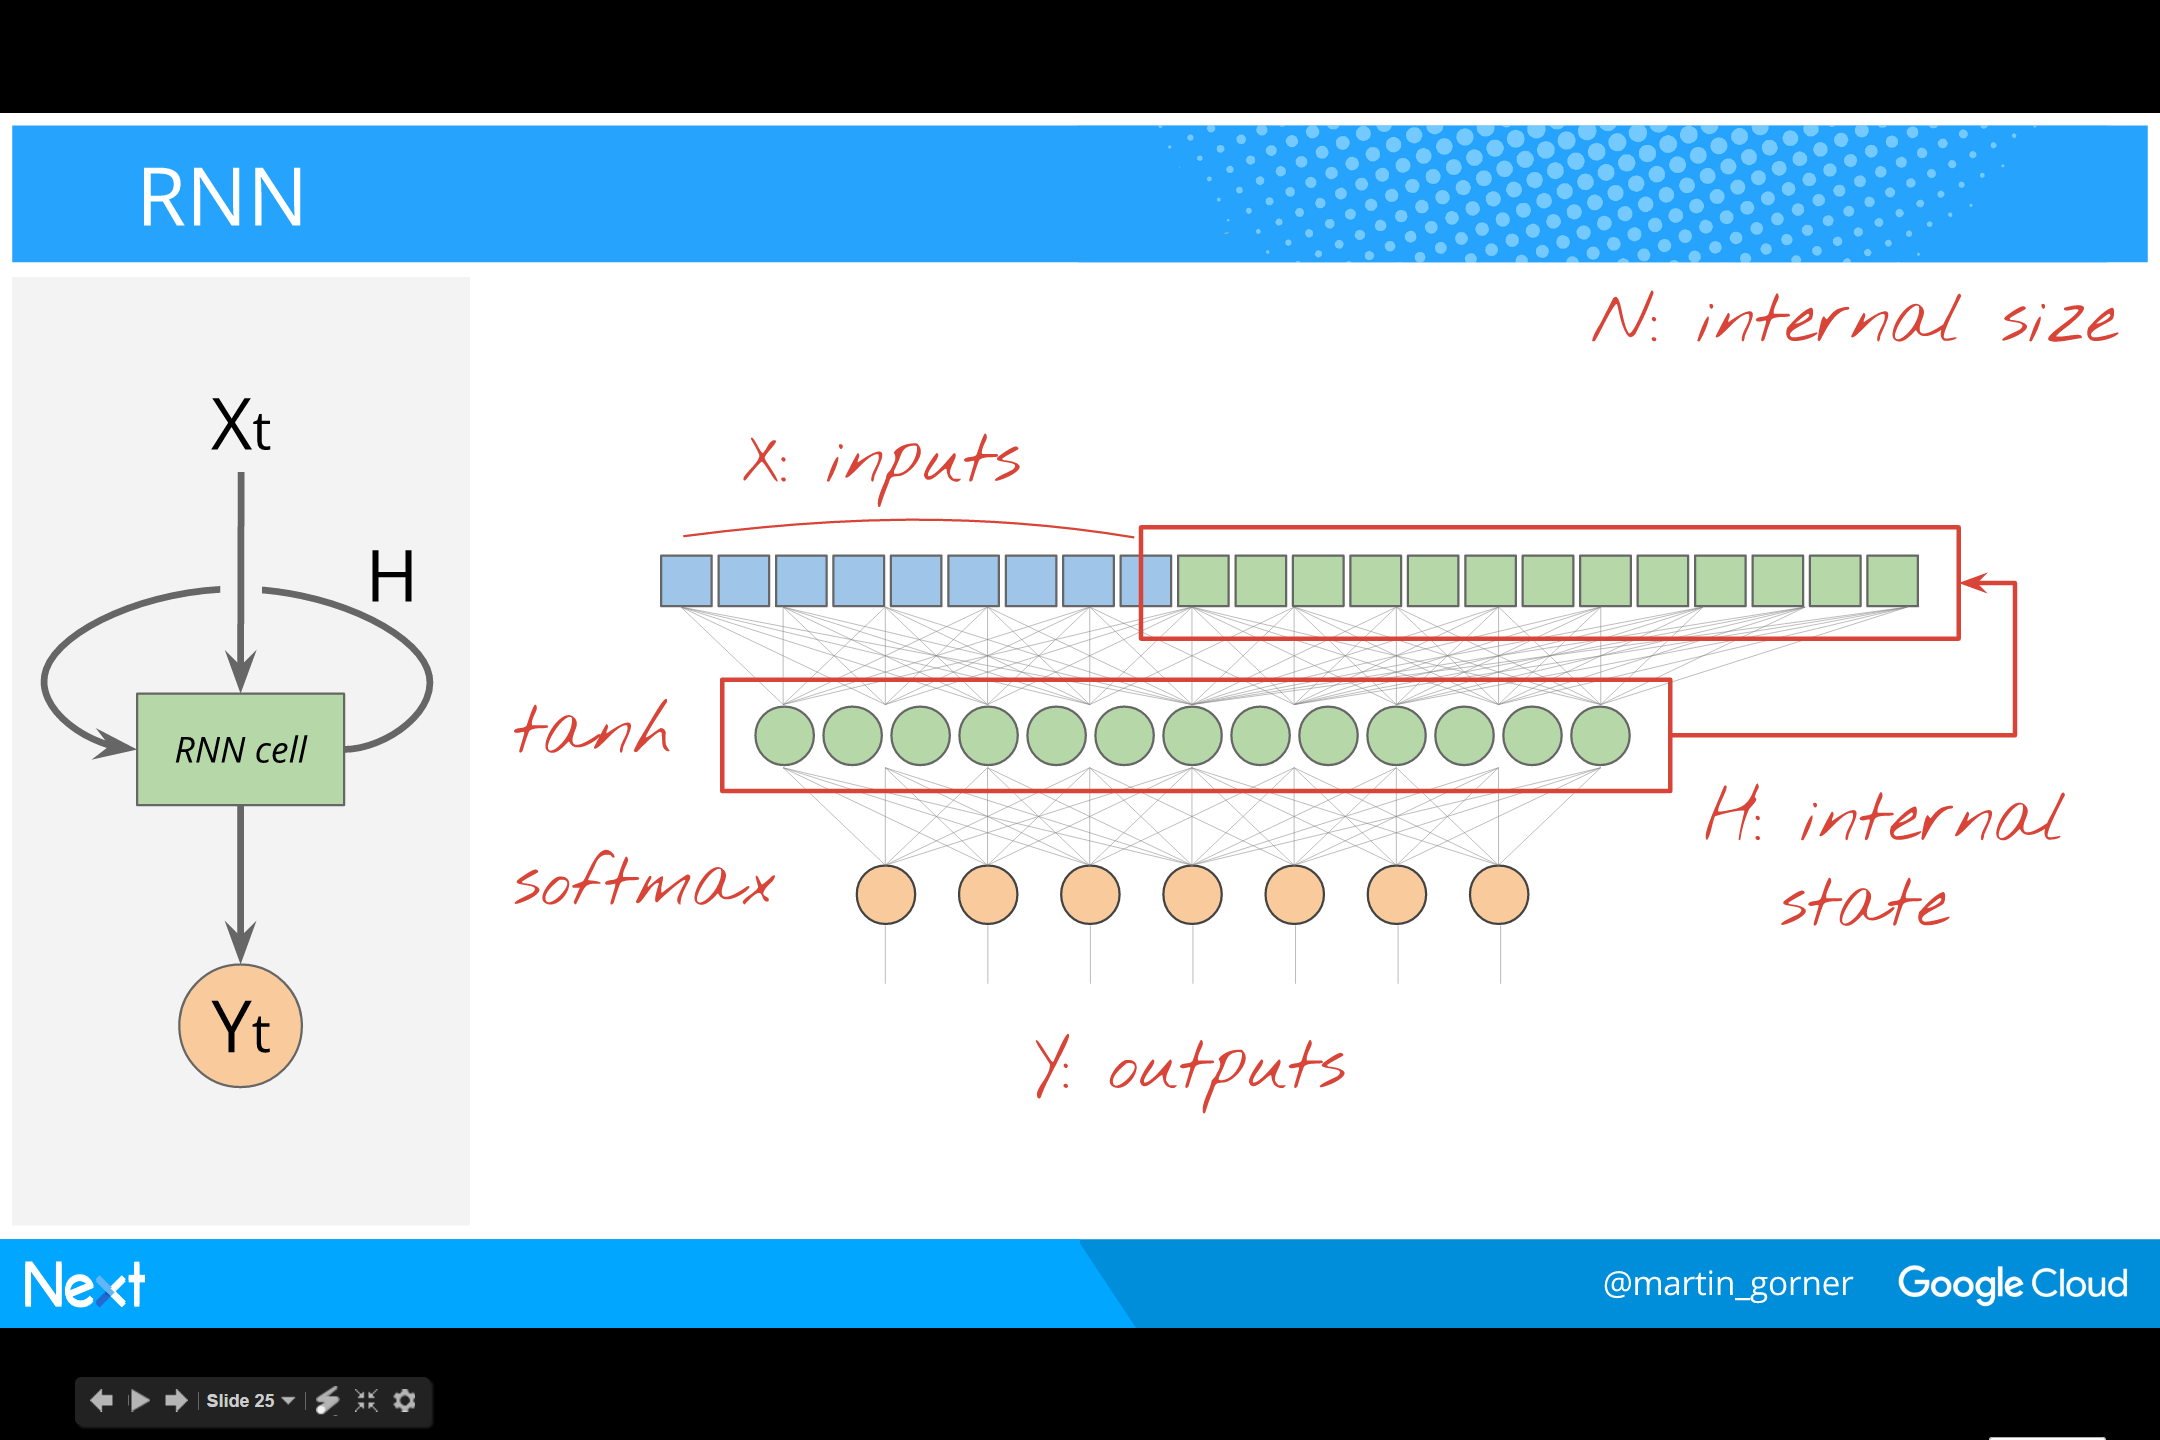 RNN
N: internal size
Xt
H
RNN cell
Yt
X: inputs
tanh
softmax
H: internal
state
Y: outputs
Next
@martin_gorner
Google Cloud
Slide 25